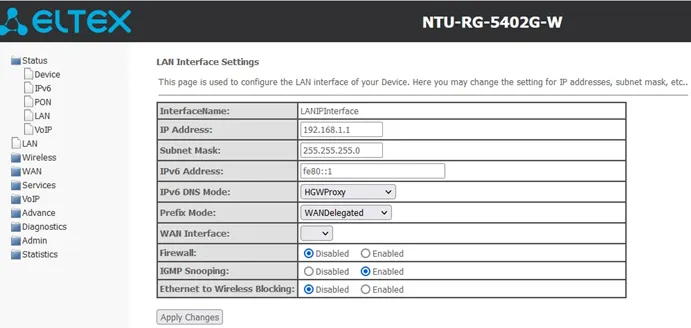 ELTEX
NTU-RG-5402G-W
Status
Device
IPv6
PON
LAN
VoIP
LAN
Wireless
WAN
Services
VoIP
Advance
Diagnostics
Admin
Statistics
LAN Interface Settings
This page is used to configure the LAN interface of your Device. Here you may change the setting for IP addresses, subnet mask, etc..
InterfaceName: LANIPInterface
IP Address: 192.168.1.1
Subnet Mask: 255.255.255.0
IPv6 Address: fe80::1
IPv6 DNS Mode: HGWProxy
Prefix Mode: WANDelegated
WAN Interface:
Firewall: Disabled Enabled
IGMP Snooping: Disabled Enabled
Ethernet to Wireless Blocking: Disabled Enabled
Apply Changes